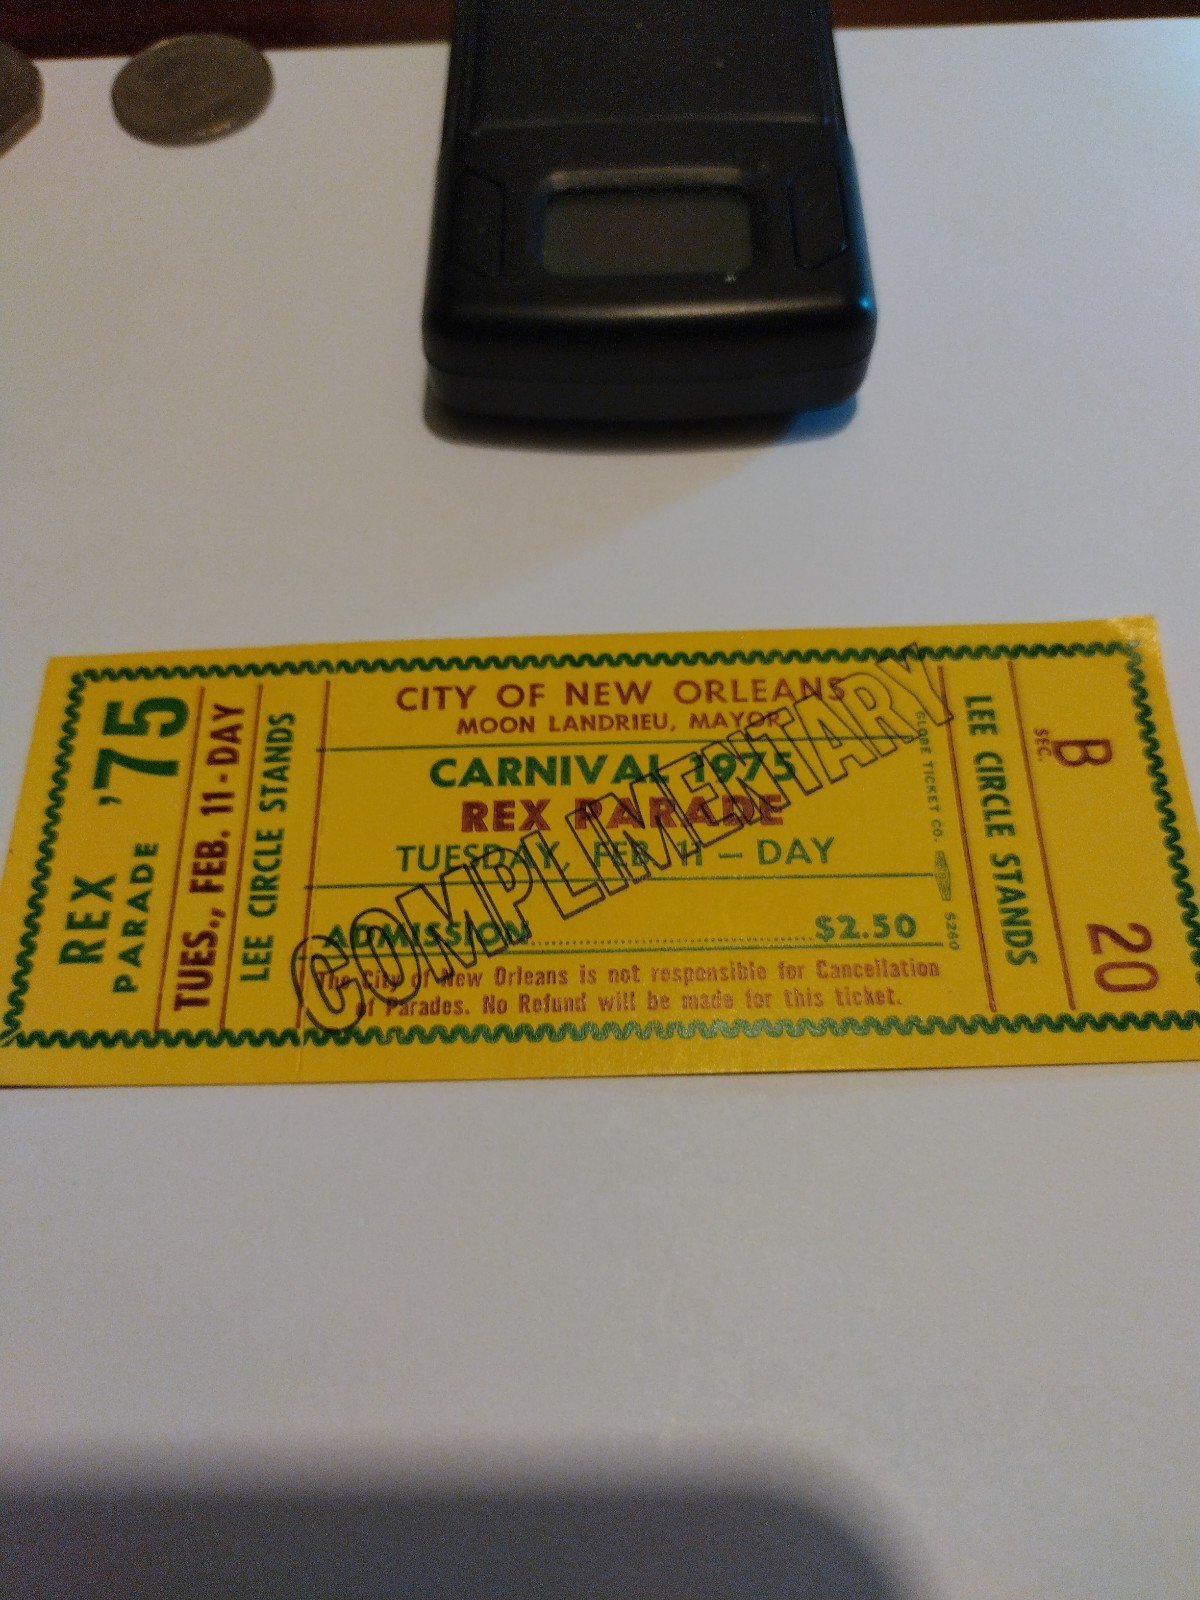 REX '75
PARADE
TUES., FEB. 11 - DAY
LEE CIRCLE STANDS
CITY OF NEW ORLEANS
MOON LANDRIEU, MAYOR
CARNIVAL 1975
REX PARADE
TUESDAY, FEB. 11 — DAY
ADMISSION..............................$2.50
The City of New Orleans is not responsible for Cancellation
of Parades. No Refund will be made for this ticket.
COMPLIMENTARY
GLOBE TICKET CO. 5260
LEE CIRCLE STANDS
SEC. B
20